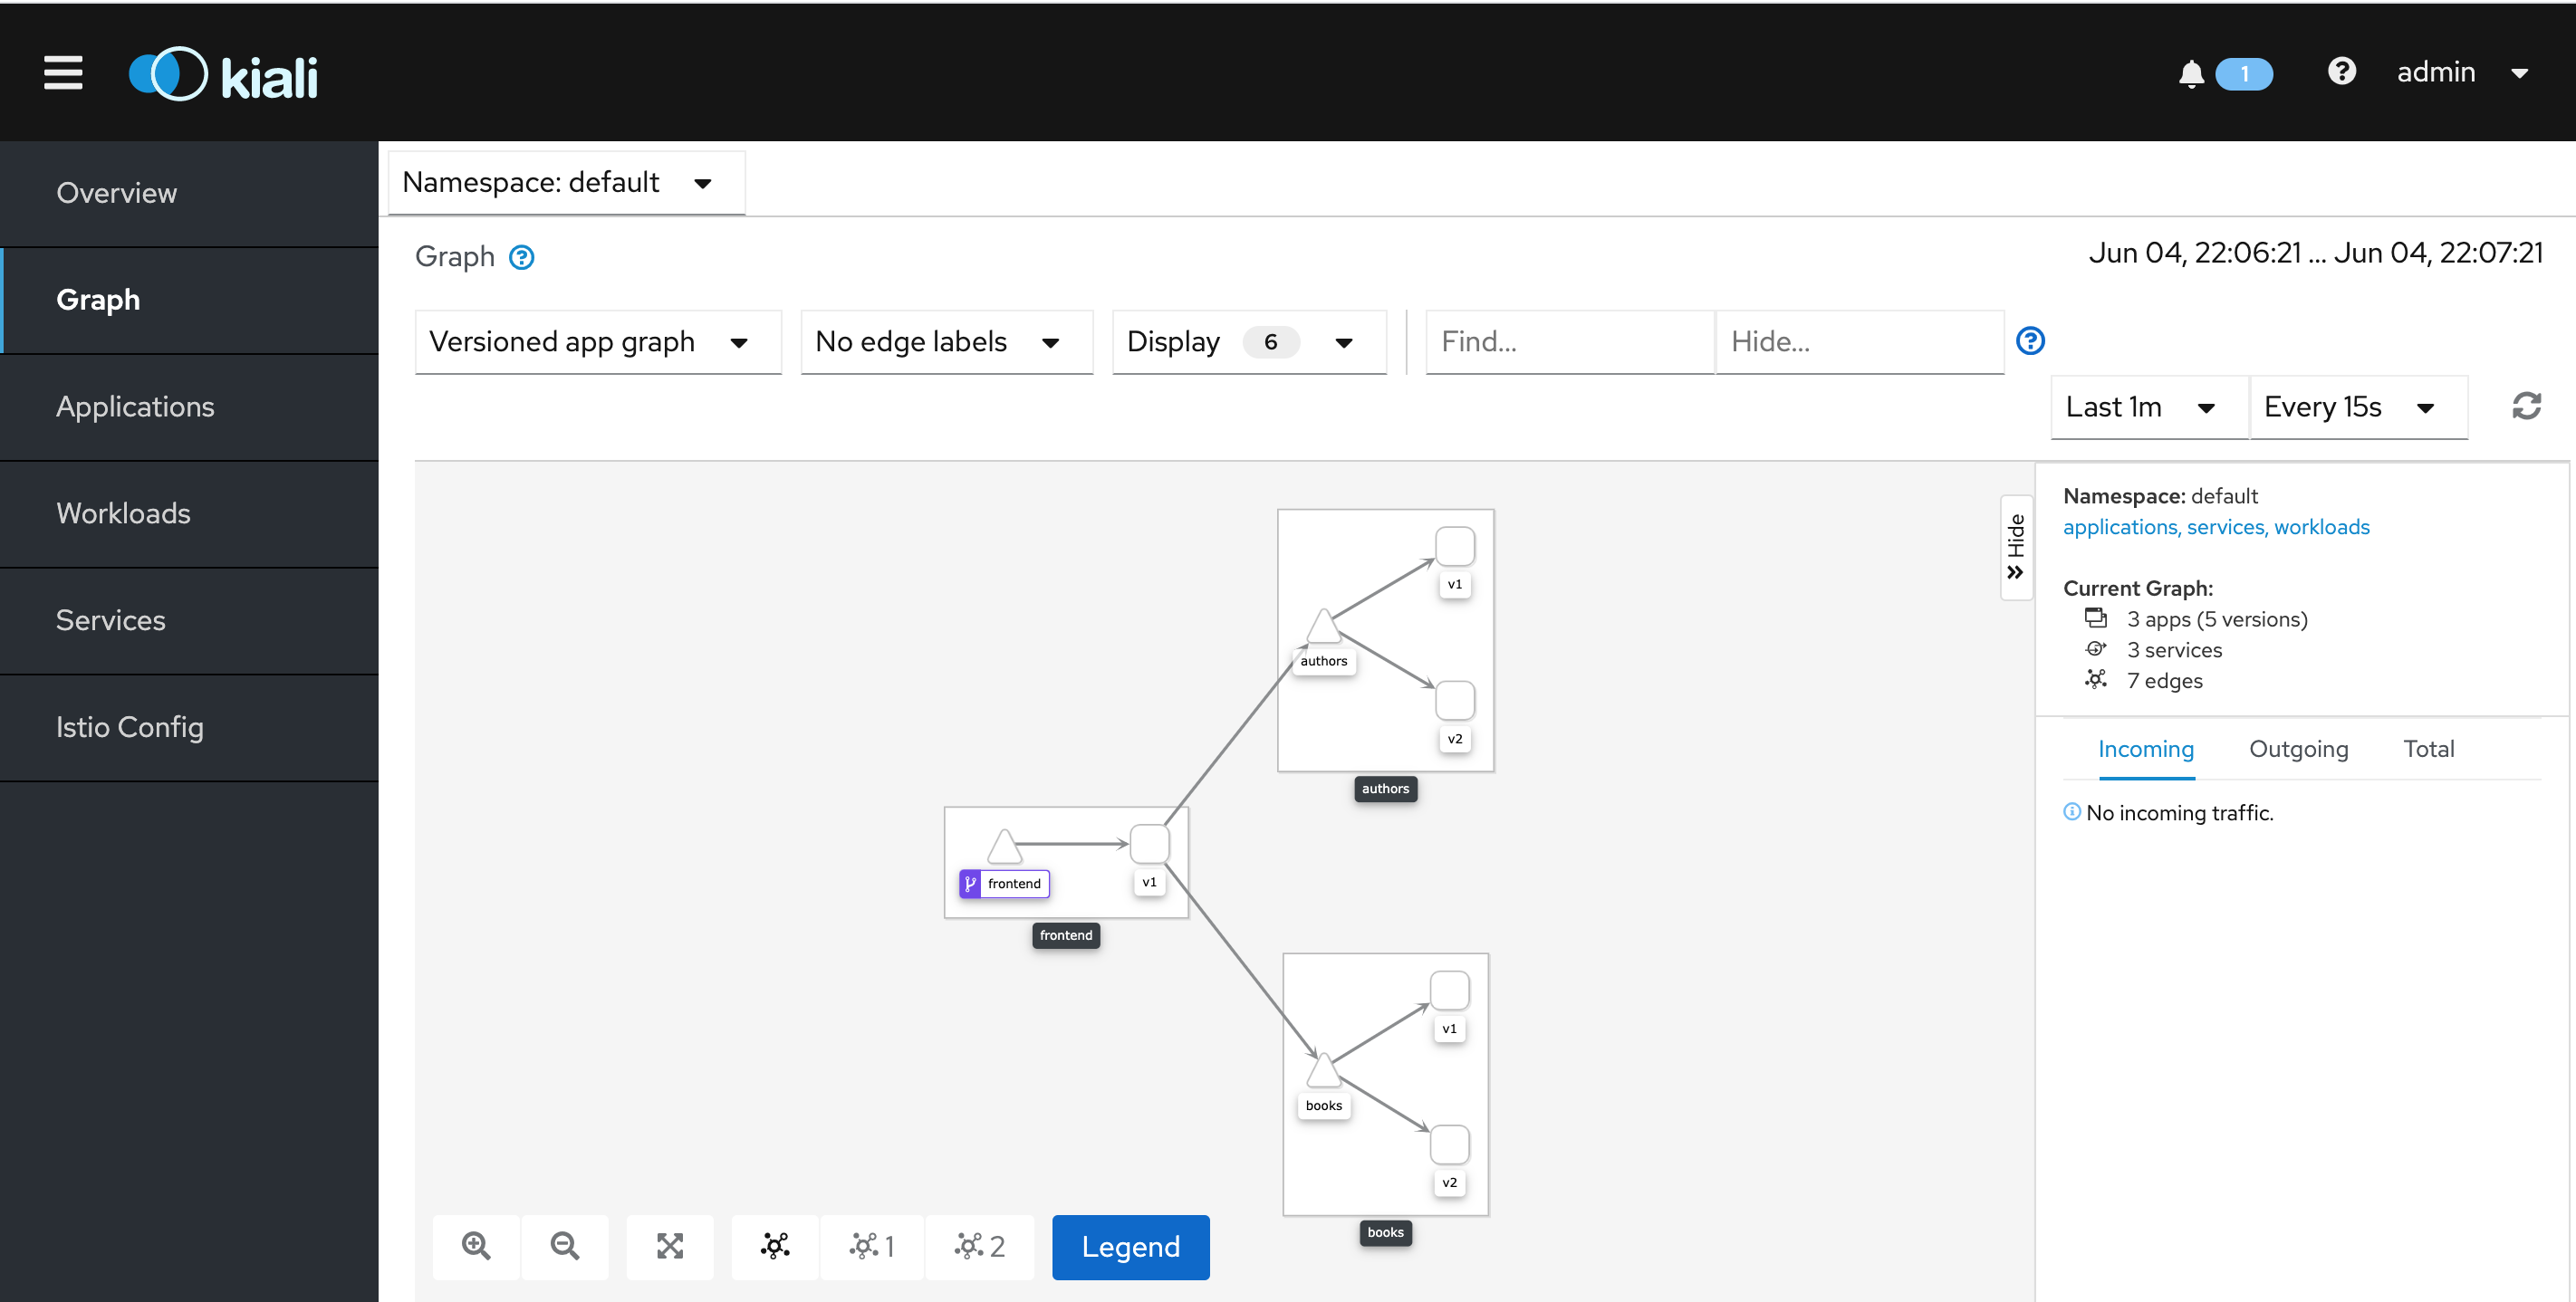 kiali
1
admin
Overview
Graph
Applications
Workloads
Services
Istio Config
Namespace: default
Graph
Jun 04, 22:06:21 ... Jun 04, 22:07:21
Versioned app graph
No edge labels
Display 6
Find...
Hide...
Last 1m
Every 15s
v1
authors
v2
authors
frontend
v1
frontend
v1
books
v2
books
1
2
Legend
Hide
Namespace: default
applications, services, workloads
Current Graph:
3 apps (5 versions)
3 services
7 edges
Incoming Outgoing Total
No incoming traffic.